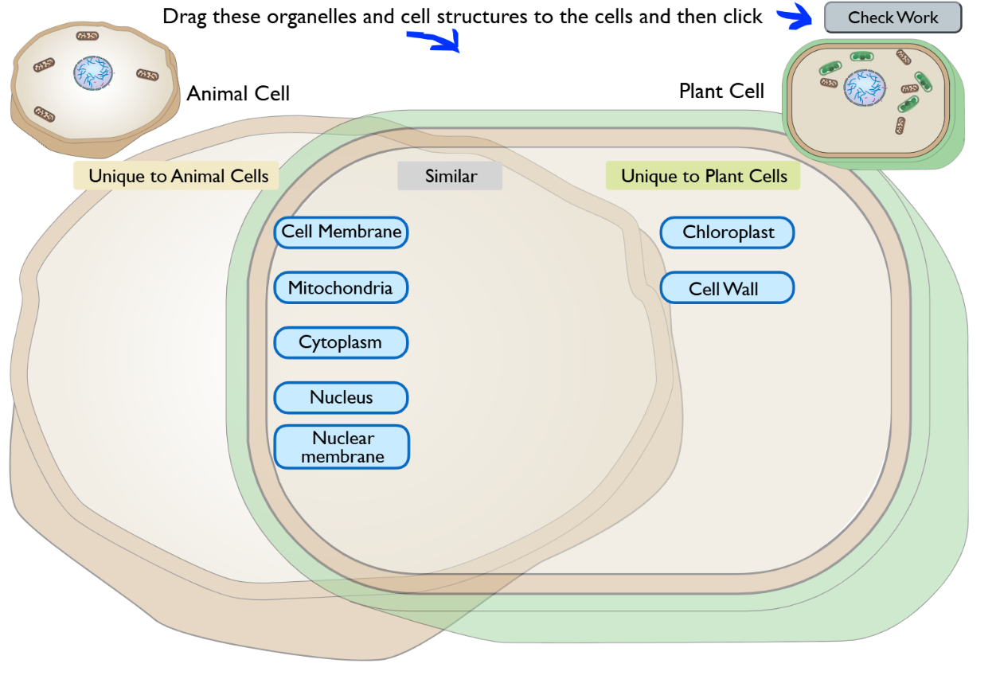 Drag these organelles and cell structures to the cells and then click
Check Work
Animal Cell
Plant Cell
Unique to Animal Cells
Similar
Unique to Plant Cells
Cell Membrane
Chloroplast
Mitochondria
Cell Wall
Cytoplasm
Nucleus
Nuclear
membrane